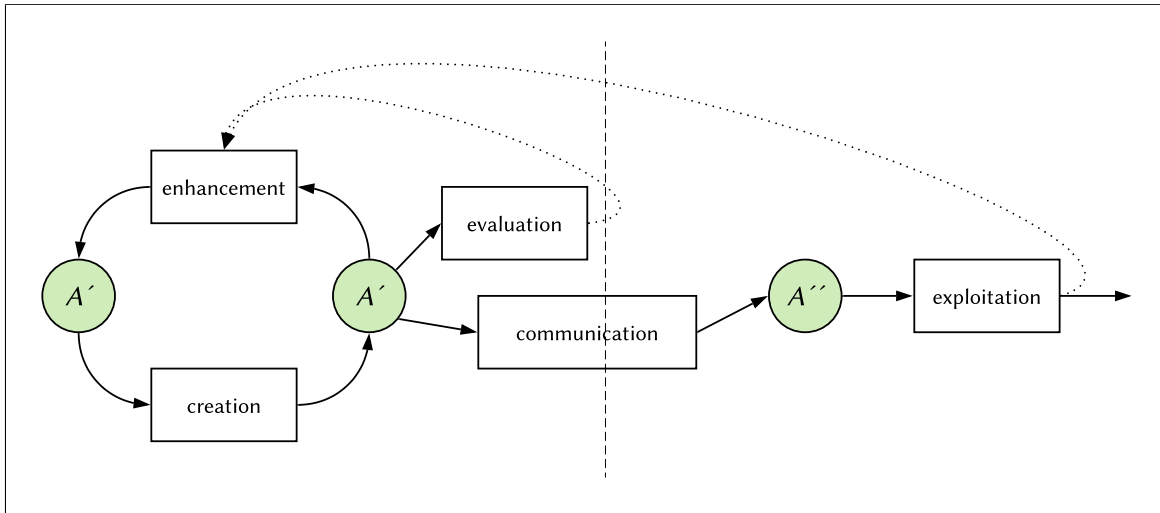 enhancement
evaluation
A´
A´
A´´
exploitation
communication
creation